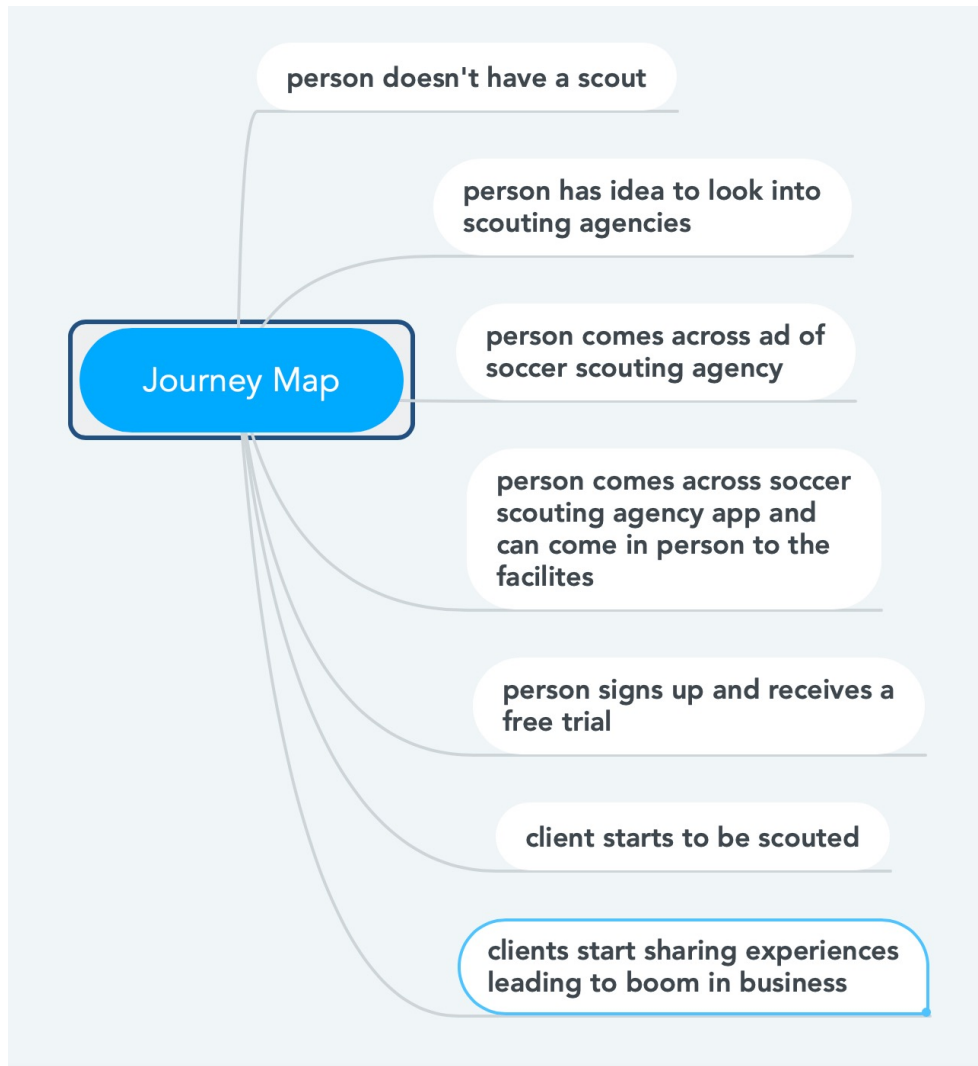 person doesn't have a scout
person has idea to look into
scouting agencies
person comes across ad of
soccer scouting agency
Journey Map
person comes across soccer
scouting agency app and
can come in person to the
facilites
person signs up and receives a
free trial
client starts to be scouted
clients start sharing experiences
leading to boom in business